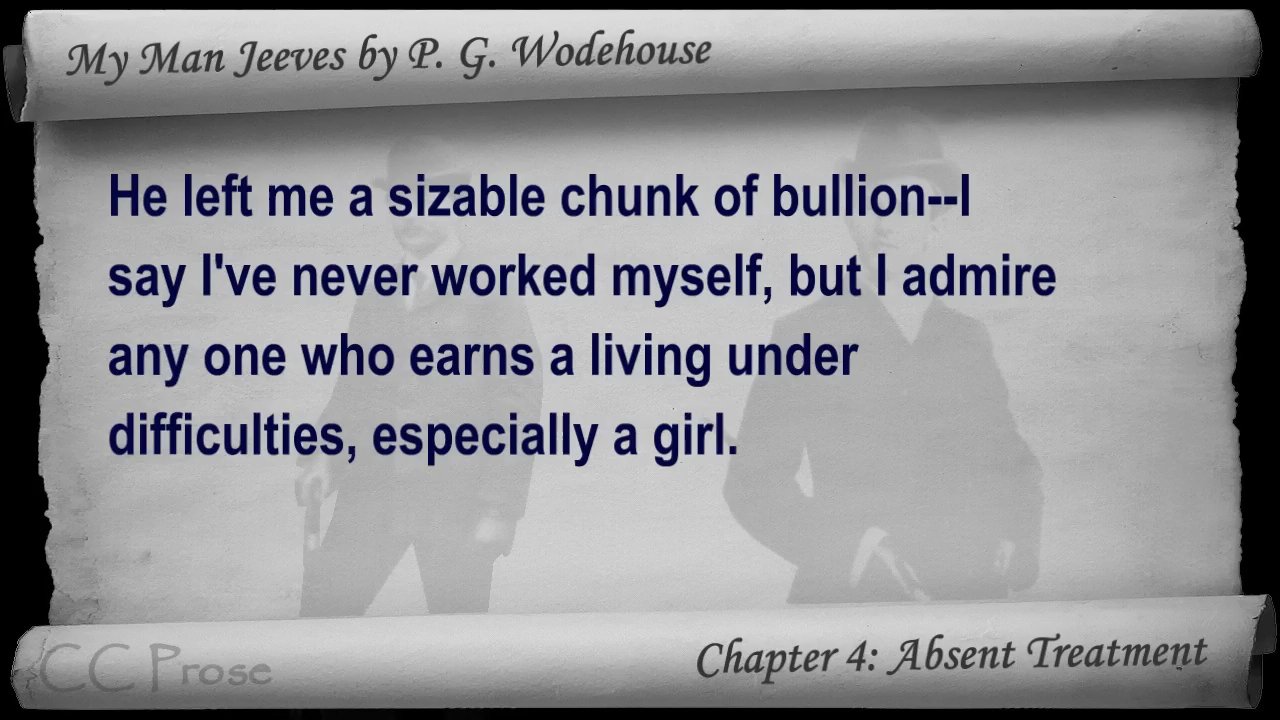 My Man Jeeves by P. G. Wodehouse
He left me a sizable chunk of bullion--I
say I've never worked myself, but I admire
any one who earns a living under
difficulties, especially a girl.
CC Prose
Chapter 4: Absent Treatment